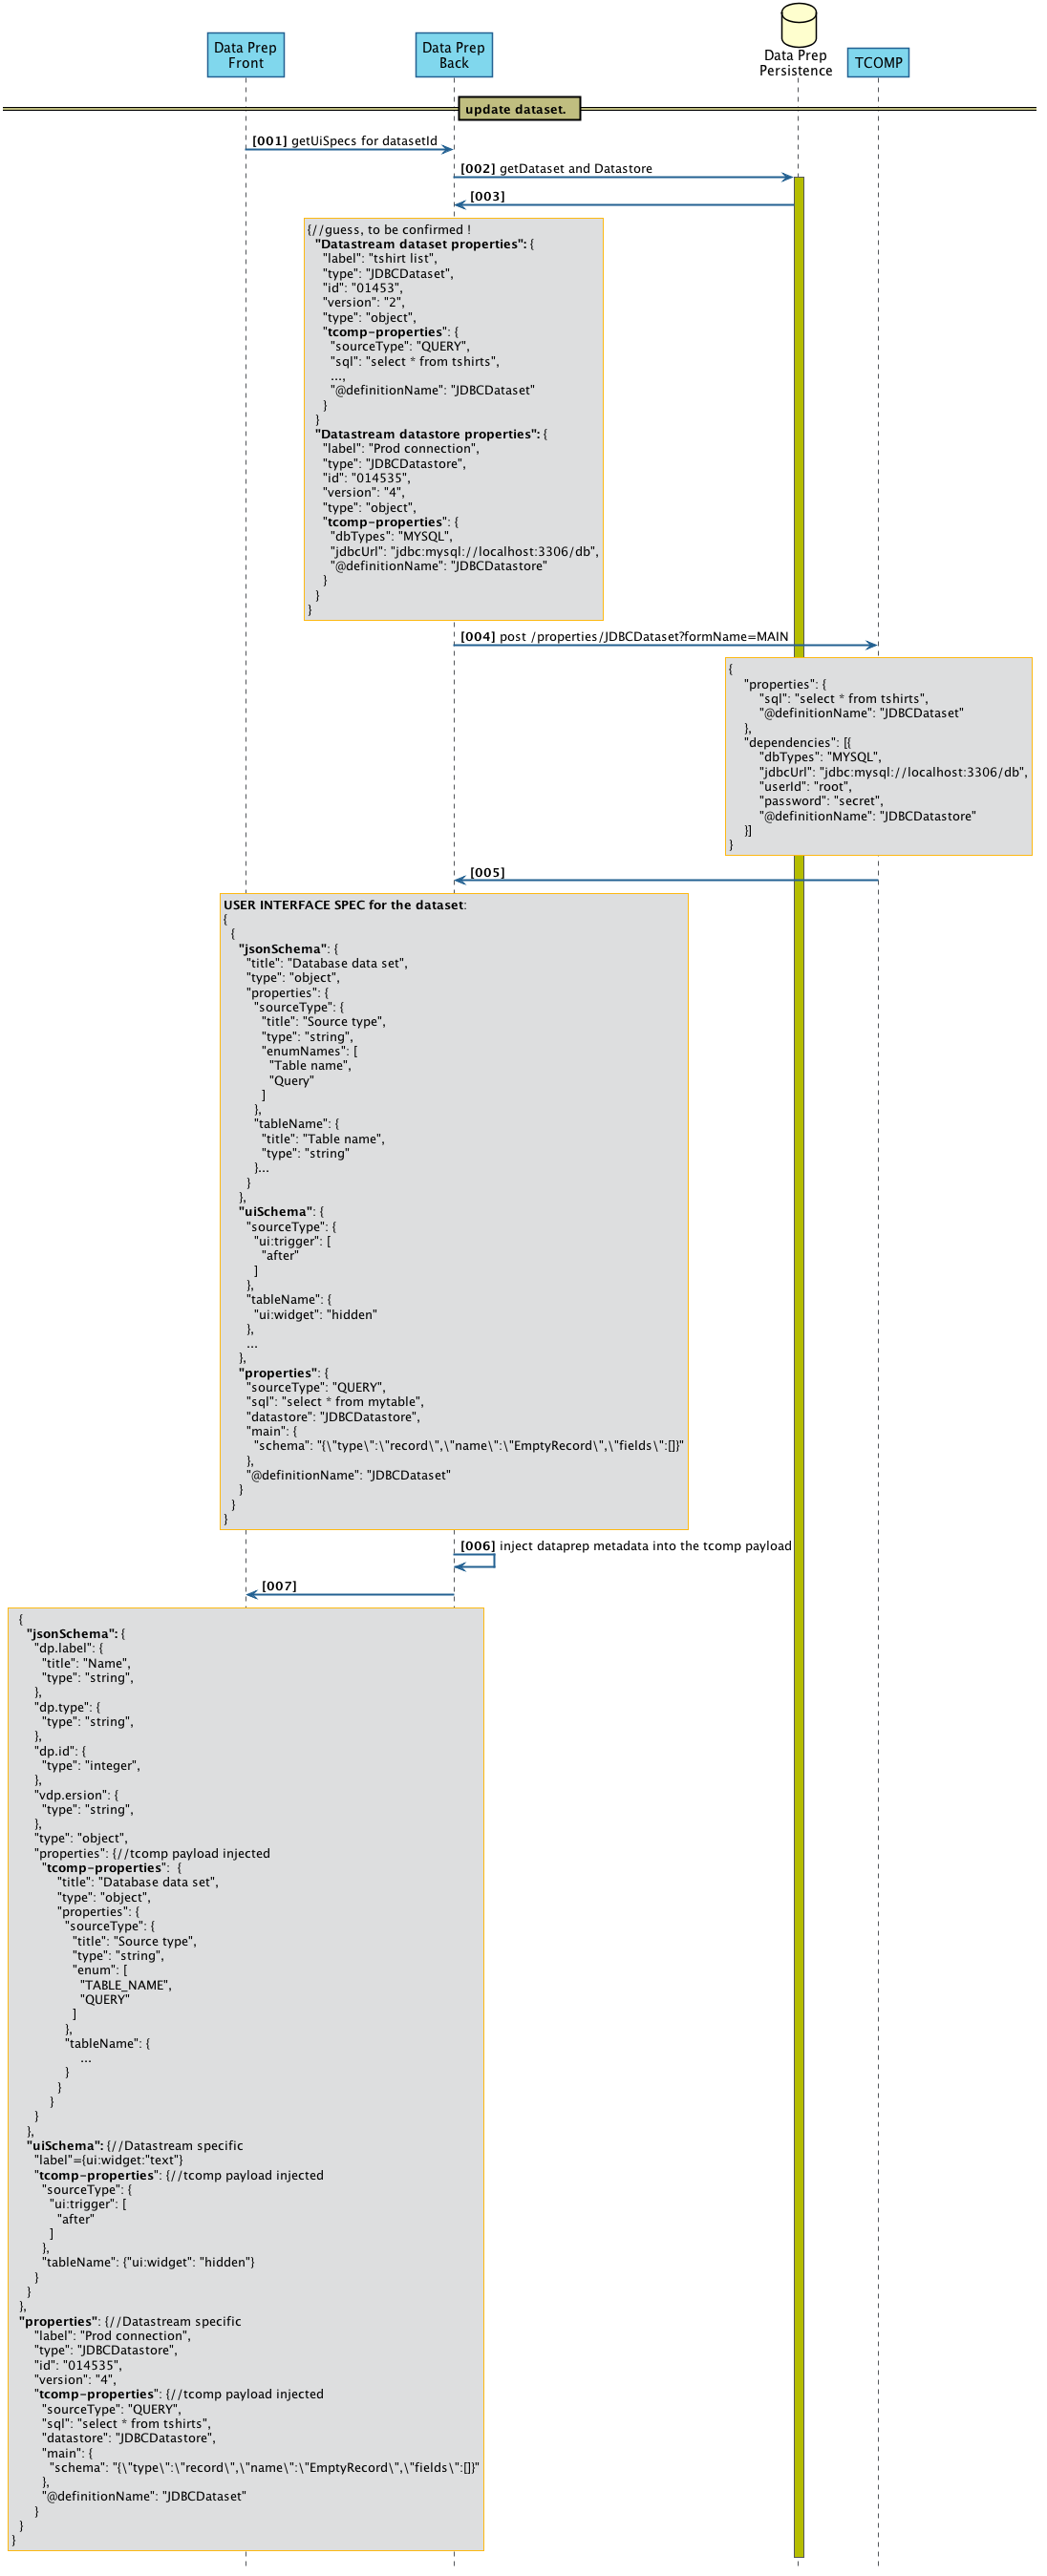 Data Prep
Front
Data Prep
Back
Data Prep
Persistence
TCOMP
update dataset.
[001] getUiSpecs for datasetId
[002] getDataset and Datastore
[003]
{//guess, to be confirmed !
"Datastream dataset properties": {
"label": "tshirt list",
"type": "JDBCDataset",
"id": "01453",
"version": "2",
"type": "object",
"tcomp-properties": {
"sourceType": "QUERY",
"sql": "select * from tshirts",
...,
"@definitionName": "JDBCDataset"
}
}
"Datastream datastore properties": {
"label": "Prod connection",
"type": "JDBCDatastore",
"id": "014535",
"version": "4",
"type": "object",
"tcomp-properties": {
"dbTypes": "MYSQL",
"jdbcUrl": "jdbc:mysql://localhost:3306/db",
"@definitionName": "JDBCDatastore"
}
}
}
[004] post /properties/JDBCDataset?formName=MAIN
{
"properties": {
"sql": "select * from tshirts",
"@definitionName": "JDBCDataset"
},
"dependencies": [{
"dbTypes": "MYSQL",
"jdbcUrl": "jdbc:mysql://localhost:3306/db",
"userId": "root",
"password": "secret",
"@definitionName": "JDBCDatastore"
}]
}
[005]
USER INTERFACE SPEC for the dataset:
{
{
"jsonSchema": {
"title": "Database data set",
"type": "object",
"properties": {
"sourceType": {
"title": "Source type",
"type": "string",
"enumNames": [
"Table name",
"Query"
]
},
"tableName": {
"title": "Table name",
"type": "string"
}...
}
},
"uiSchema": {
"sourceType": {
"ui:trigger": [
"after"
]
},
"tableName": {
"ui:widget": "hidden"
},
...
},
"properties": {
"sourceType": "QUERY",
"sql": "select * from mytable",
"datastore": "JDBCDatastore",
"main": {
"schema": "{\"type\":\"record\",\"name\":\"EmptyRecord\",\"fields\":[]}"
},
"@definitionName": "JDBCDataset"
}
}
}
[006] inject dataprep metadata into the tcomp payload
[007]
{
"jsonSchema": {
"dp.label": {
"title": "Name",
"type": "string",
},
"dp.type": {
"type": "string",
},
"dp.id": {
"type": "integer",
},
"vdp.ersion": {
"type": "string",
},
"type": "object",
"properties": {//tcomp payload injected
"tcomp-properties":  {
"title": "Database data set",
"type": "object",
"properties": {
"sourceType": {
"title": "Source type",
"type": "string",
"enum": [
"TABLE_NAME",
"QUERY"
]
},
"tableName": {
...
}
}
}
}
},
"uiSchema": {//Datastream specific
"label"={ui:widget:"text"}
"tcomp-properties": {//tcomp payload injected
"sourceType": {
"ui:trigger": [
"after"
]
},
"tableName": {"ui:widget": "hidden"}
}
}
},
"properties": {//Datastream specific
"label": "Prod connection",
"type": "JDBCDatastore",
"id": "014535",
"version": "4",
"tcomp-properties": {//tcomp payload injected
"sourceType": "QUERY",
"sql": "select * from tshirts",
"datastore": "JDBCDatastore",
"main": {
"schema": "{\"type\":\"record\",\"name\":\"EmptyRecord\",\"fields\":[]}"
},
"@definitionName": "JDBCDataset"
}
}
}